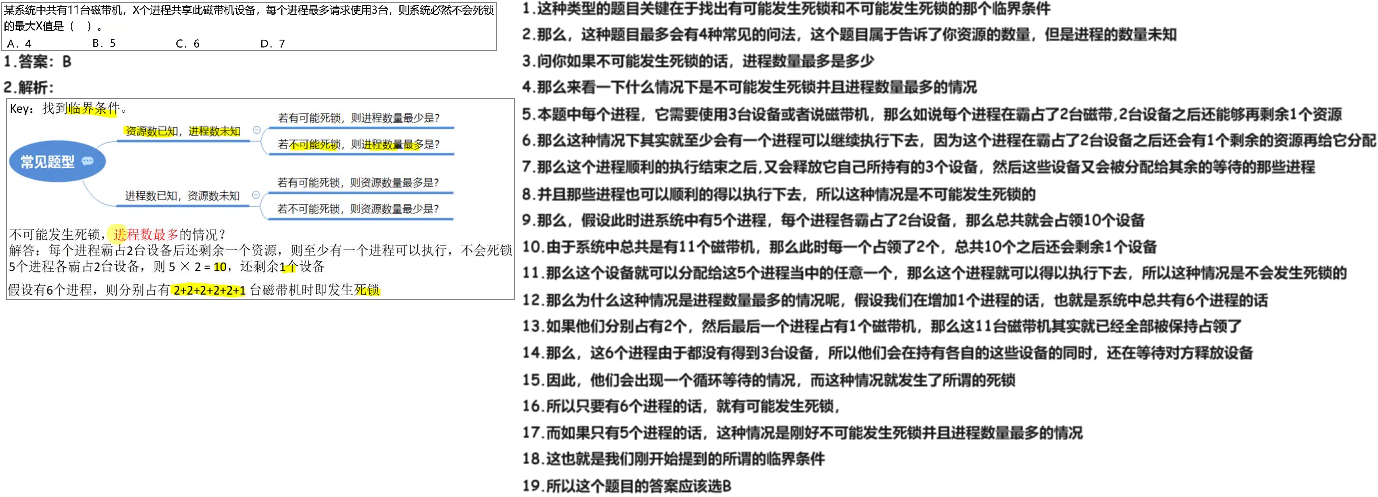 某系统中共有11台磁带机，X个进程共享此磁带机设备，每个进程最多请求使用3台，则系统必然不会死锁
的最大X值是（  ）。
A. 4  B. 5  C. 6  D. 7
1.答案：B
2.解析：
Key：找到临界条件。
常见题型
资源数已知，进程数未知
若有可能死锁，则进程数量最少是？
若不可能死锁，则进程数量最多是？
进程数已知，资源数未知
若有可能死锁，则资源数量最多是？
若不可能死锁，则资源数量最少是？
不可能发生死锁，进程数最多的情况？
解答：每个进程霸占2台设备后还剩余一个资源，则至少有一个进程可以执行，不会死锁
5个进程各霸占2台设备，则 5 × 2 = 10，还剩余1个设备
假设有6个进程，则分别占有 2+2+2+2+2+1 台磁带机时即发生死锁
1.这种类型的题目关键在于找出有可能发生死锁和不可能发生死锁的那个临界条件
2.那么，这种题目最多会有4种常见的问法，这个题目属于告诉了你资源的数量，但是进程的数量未知
3.问你如果不可能发生死锁的话，进程数量最多是多少
4.那么来看一下什么情况下是不可能发生死锁并且进程数量最多的情况
5.本题中每个进程，它需要使用3台设备或者说磁带机，那么如说每个进程在霸占了2台磁带,2台设备之后还能够再剩余1个资源
6.那么这种情况下其实就至少会有一个进程可以继续执行下去，因为这个进程在霸占了2台设备之后还会有1个剩余的资源再给它分配
7.那么这个进程顺利的执行结束之后,又会释放它自己所持有的3个设备，然后这些设备又会被分配给其余的等待的那些进程
8.并且那些进程也可以顺利的得以执行下去，所以这种情况是不可能发生死锁的
9.那么，假设此时进系统中有5个进程，每个进程各霸占了2台设备，那么总共就会占领10个设备
10.由于系统中总共是有11个磁带机，那么此时每一个占领了2个，总共10个之后还会剩余1个设备
11.那么这个设备就可以分配给这5个进程当中的任意一个，那么这个进程就可以得以执行下去，所以这种情况是不会发生死锁的
12.那么为什么这种情况是进程数量最多的情况呢，假设我们在增加1个进程的话，也就是系统中总共有6个进程的话
13.如果他们分别占有2个，然后最后一个进程占有1个磁带机，那么这11台磁带机其实就已经全部被保持占领了
14.那么，这6个进程由于都没有得到3台设备，所以他们会在持有各自的这些设备的同时，还在等待对方释放设备
15.因此，他们会出现一个循环等待的情况，而这种情况就发生了所谓的死锁
16.所以只要有6个进程的话，就有可能发生死锁，
17.而如果只有5个进程的话，这种情况是刚好不可能发生死锁并且进程数量最多的情况
18.这也就是我们刚开始提到的所谓的临界条件
19.所以这个题目的答案应该选B